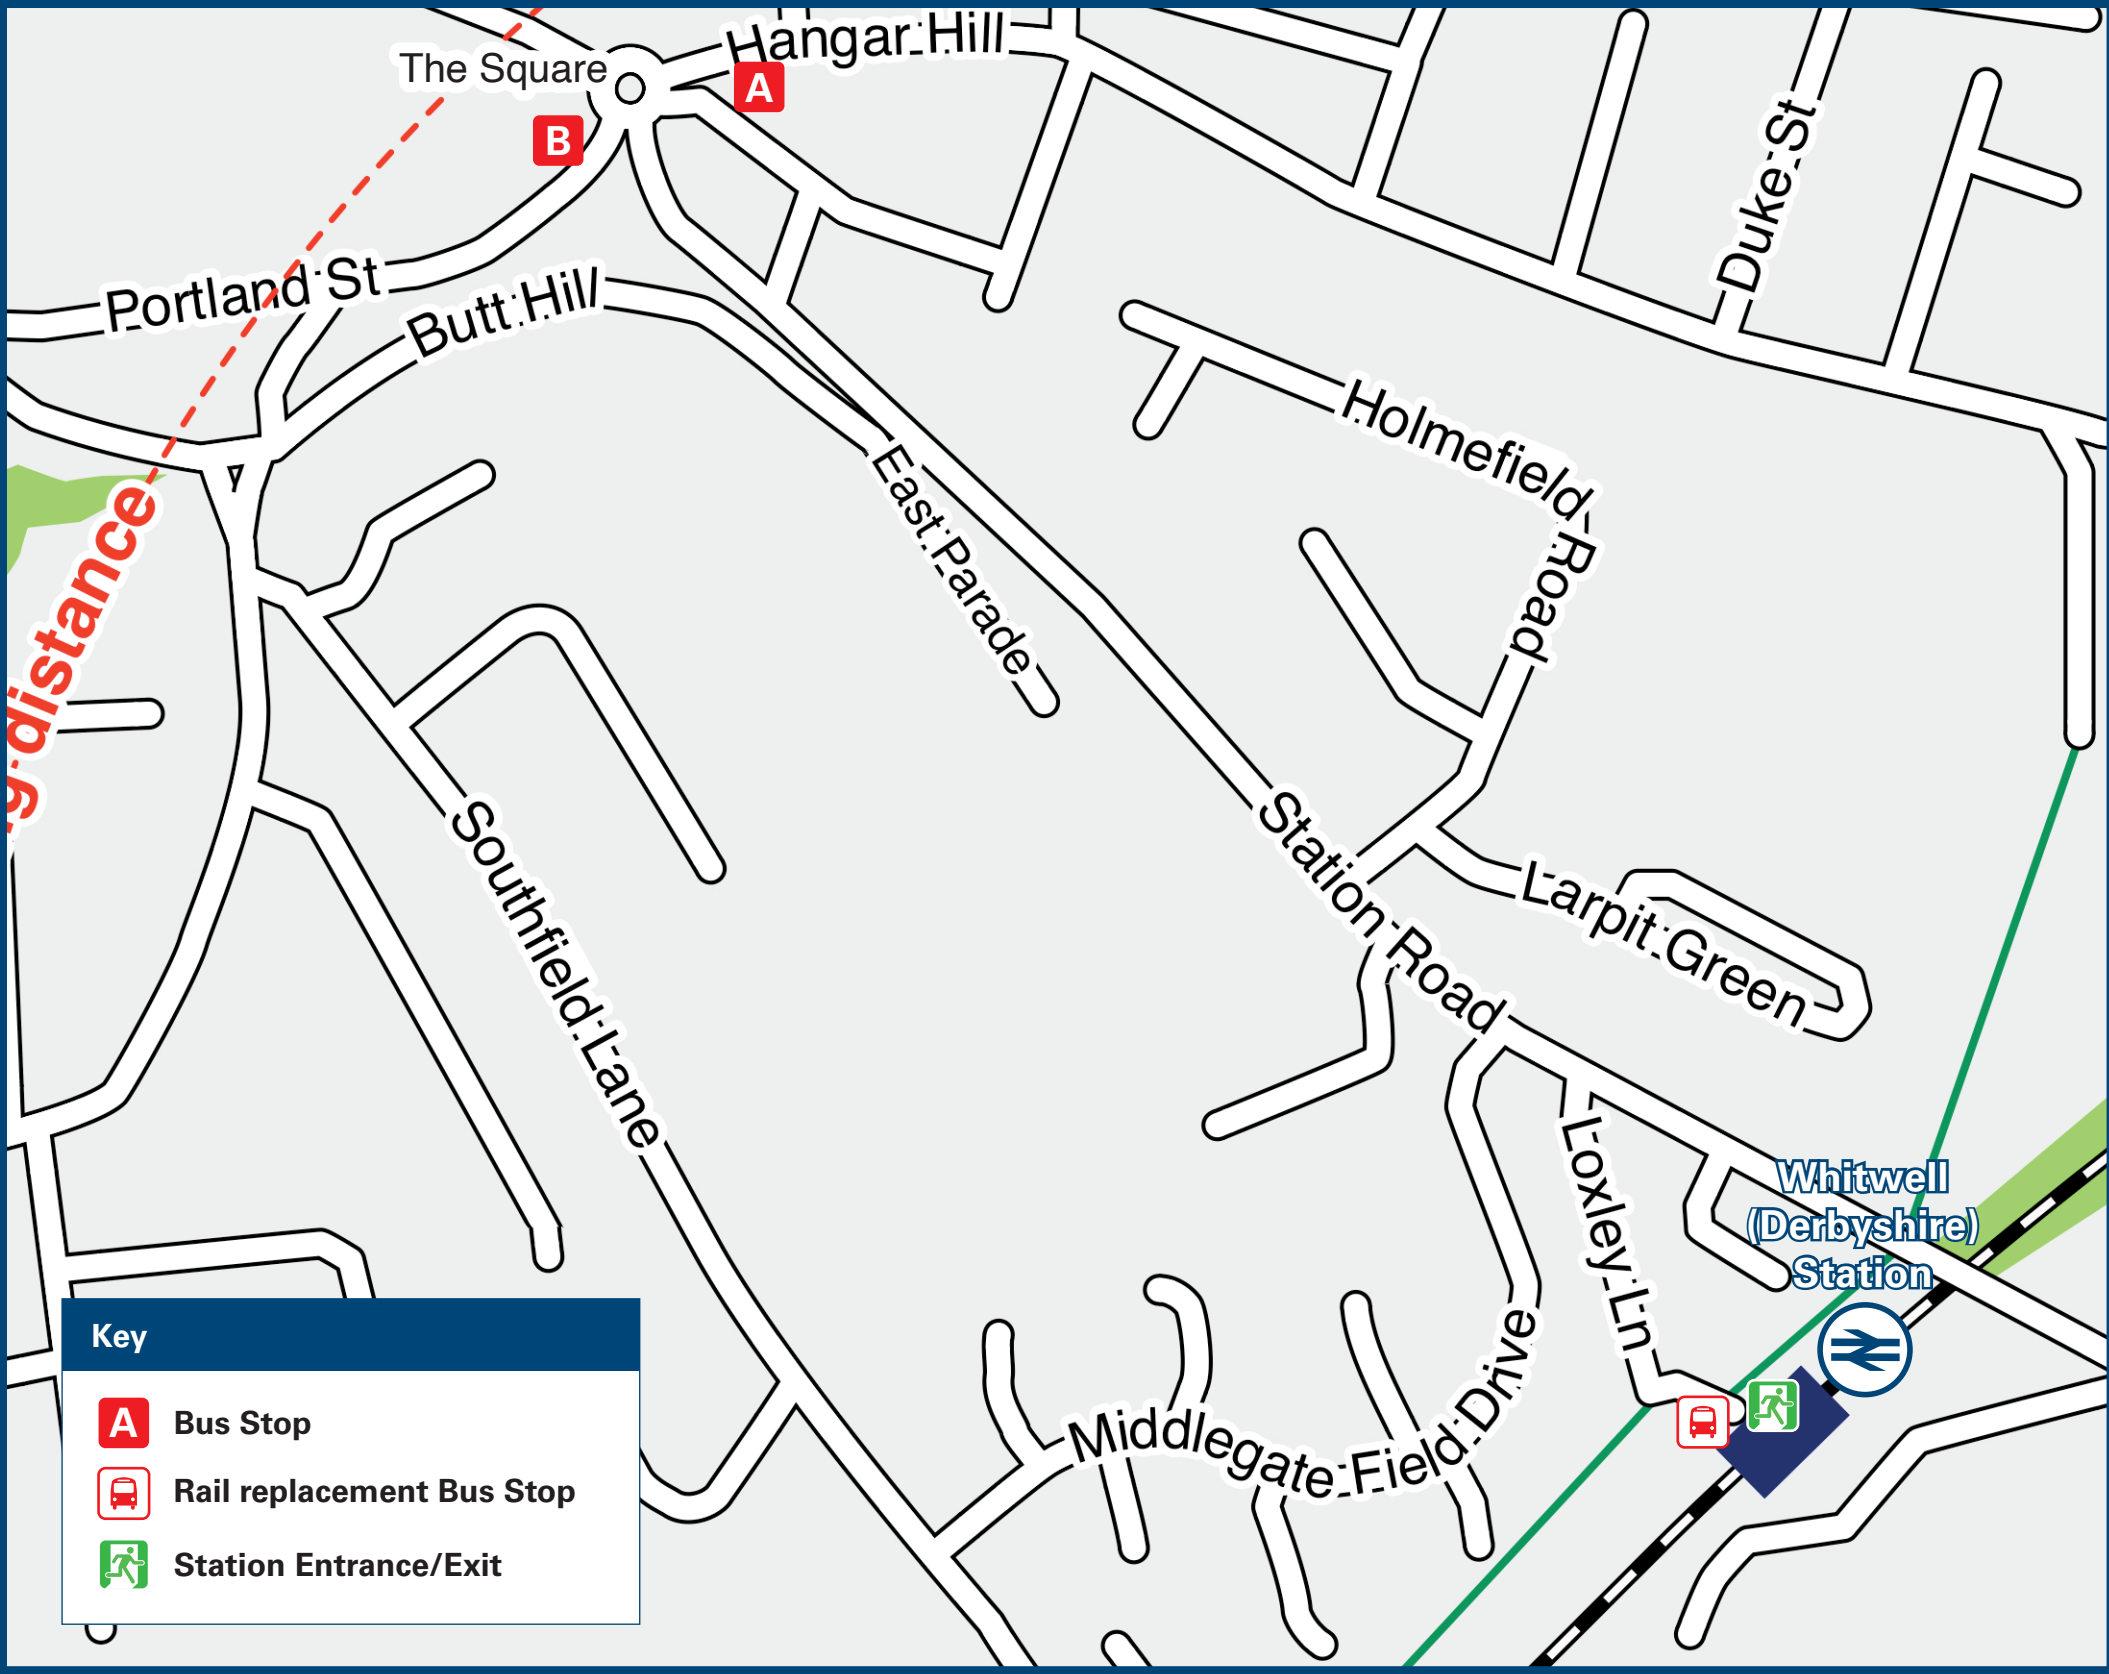 Hangar Hill
The Square
A
B
Duke St
Portland St
Butt Hill
Holmefield Road
East Parade
g distance
Station Road
Southfield Lane
Larpit Green
Loxley Ln
Whitwell
(Derbyshire)
Station
Middlegate Field Drive
Key
A Bus Stop
Rail replacement Bus Stop
Station Entrance/Exit